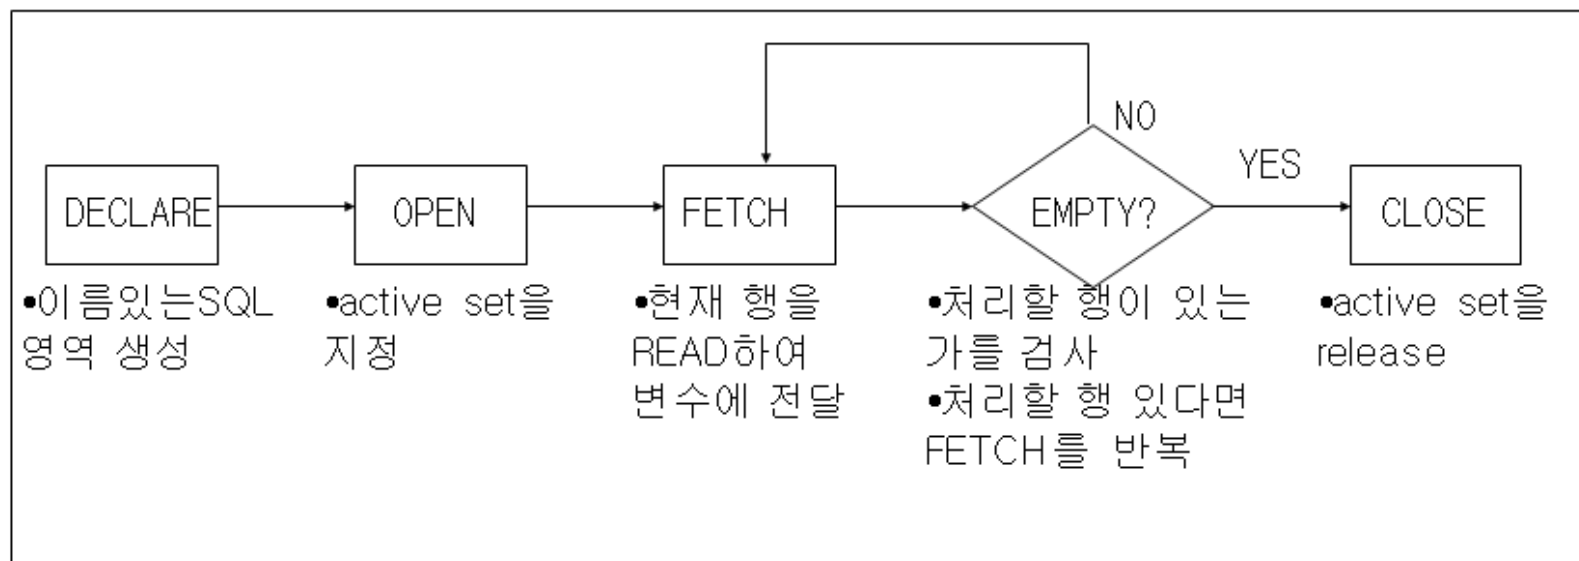 NO
YES
DECLARE
OPEN
FETCH
EMPTY?
CLOSE
•이름있는SQL
영역 생성
•active set을
지정
•현재 행을
READ하여
변수에 전달
•처리할 행이 있는
가를 검사
•처리할 행 있다면
FETCH를 반복
•active set을
release